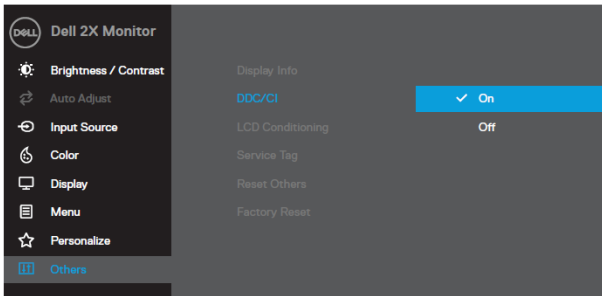 DELL
Dell 2X Monitor
Brightness / Contrast
Auto Adjust
Input Source
Color
Display
Menu
Personalize
Others
Display Info
DDC/CI
LCD Conditioning
Service Tag
Reset Others
Factory Reset
On
Off